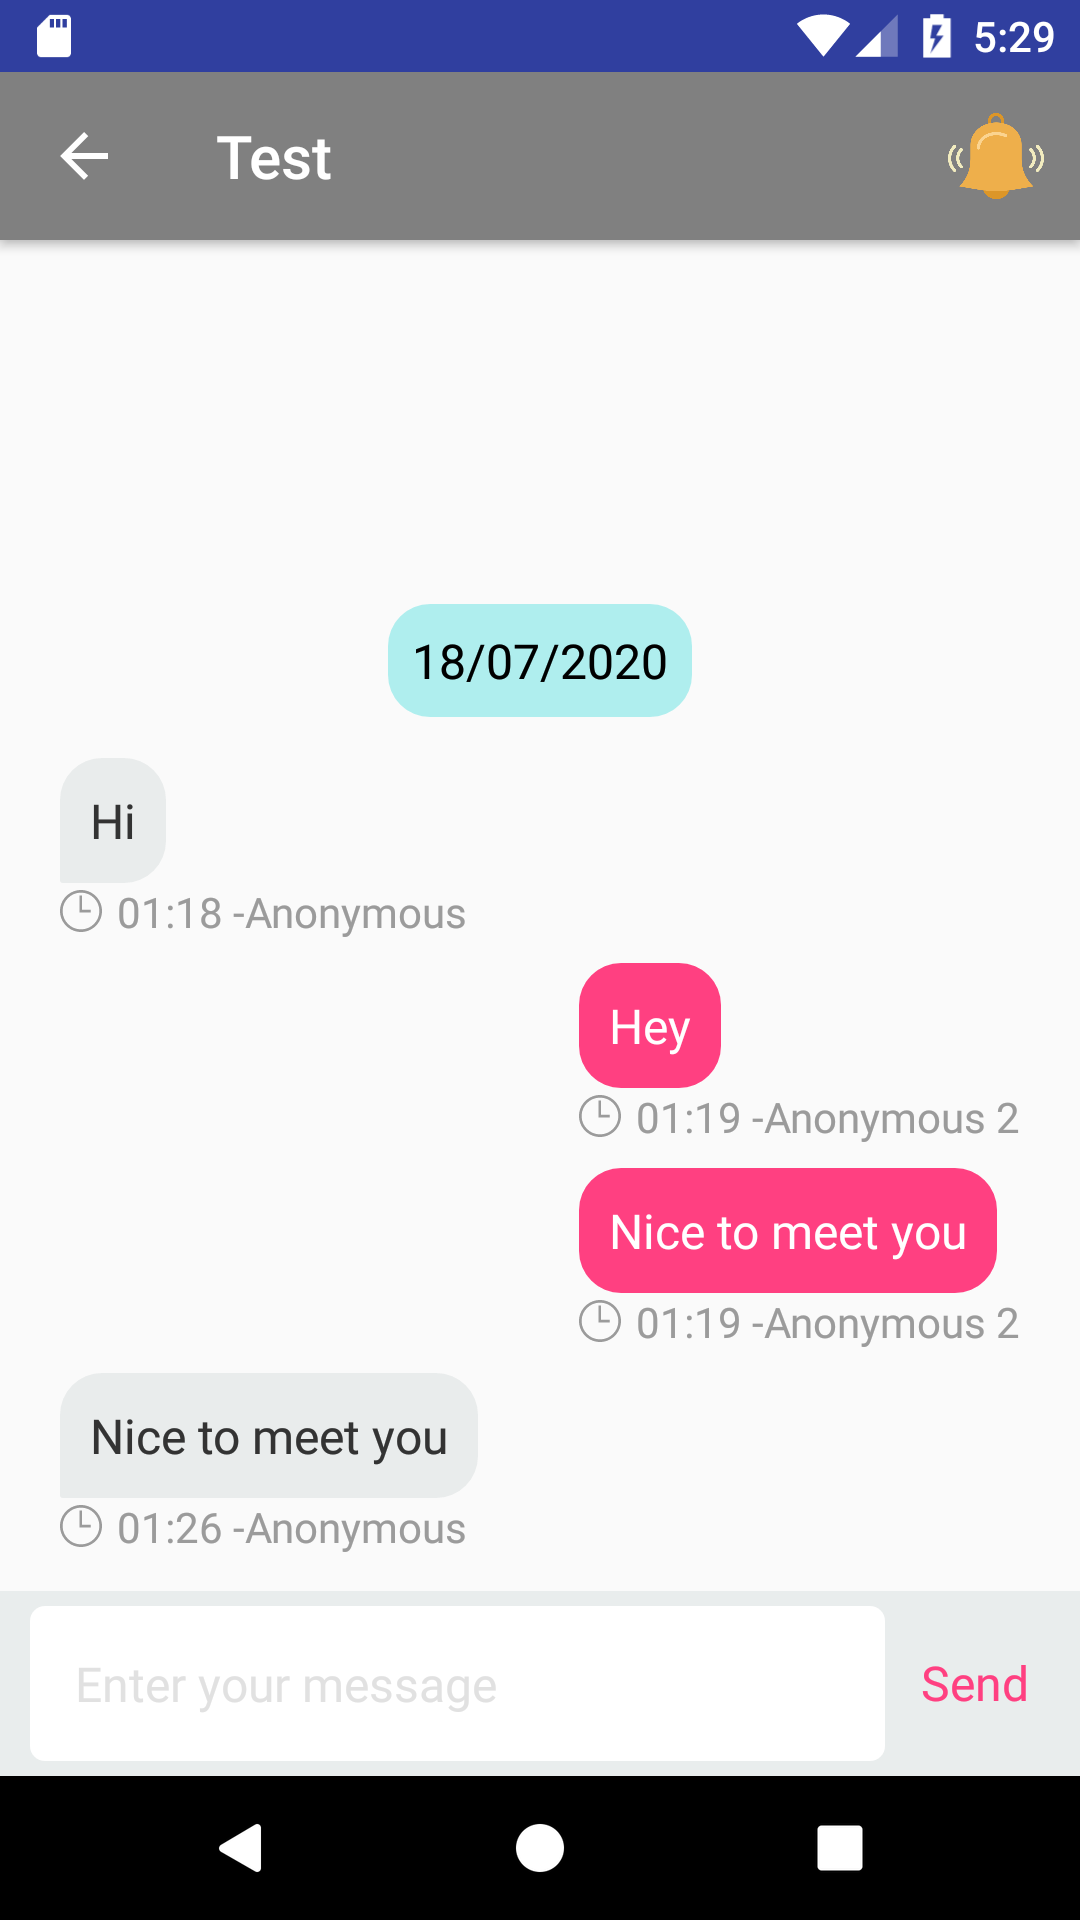 5:29
Test
18/07/2020
Hi
01:18 -Anonymous
Hey
01:19 -Anonymous 2
Nice to meet you
01:19 -Anonymous 2
Nice to meet you
01:26 -Anonymous
Enter your message
Send